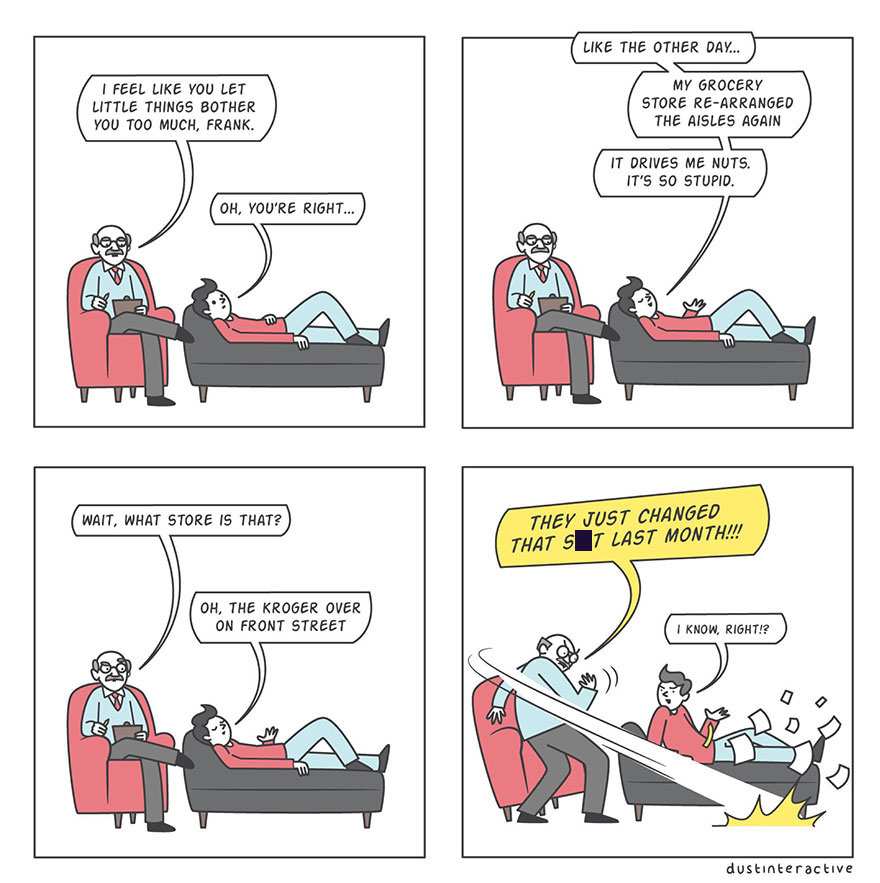 I FEEL LIKE YOU LET
LITTLE THINGS BOTHER
YOU TOO MUCH, FRANK.
OH, YOU'RE RIGHT...
LIKE THE OTHER DAY...
MY GROCERY
STORE RE-ARRANGED
THE AISLES AGAIN
IT DRIVES ME NUTS.
IT'S SO STUPID.
WAIT, WHAT STORE IS THAT?
OH, THE KROGER OVER
ON FRONT STREET
THEY JUST CHANGED
THAT S█T LAST MONTH!!!
I KNOW, RIGHT!?
dustinteractive